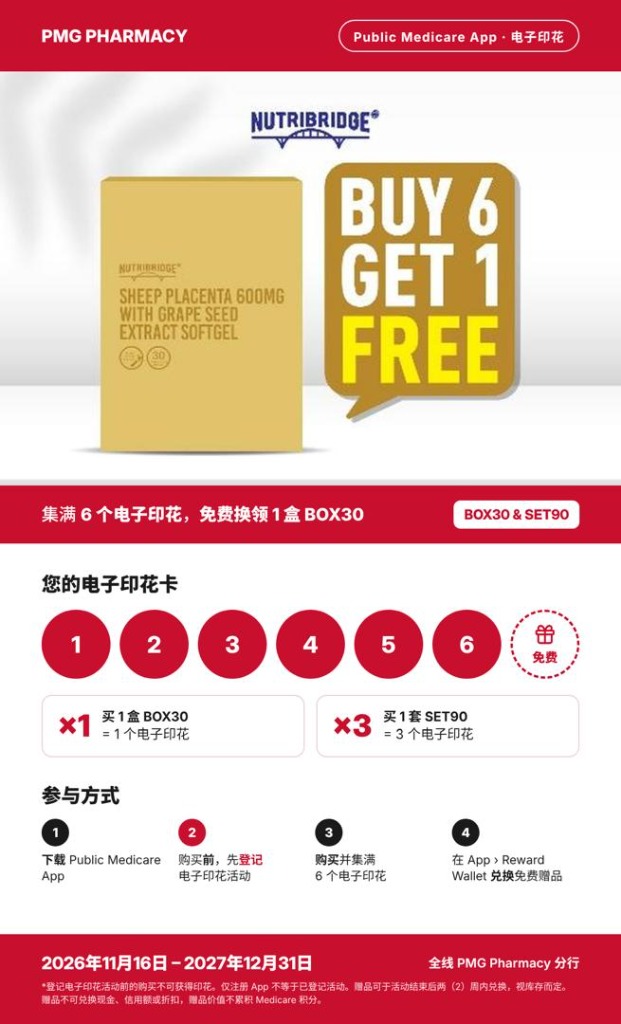 PMG PHARMACY
Public Medicare App · 电子印花
NUTRIBRIDGE
BUY 6
GET 1
FREE
NUTRIBRIDGE
SHEEP PLACENTA 600MG
WITH GRAPE SEED
EXTRACT SOFTGEL
30
集满 6 个电子印花，免费换领 1 盒 BOX30
BOX30 & SET90
您的电子印花卡
1 2 3 4 5 6 免费
×1 买 1 盒 BOX30
= 1 个电子印花
×3 买 1 套 SET90
= 3 个电子印花
参与方式
1
下载 Public Medicare
App
2
购买前，先登记
电子印花活动
3
购买并集满
6 个电子印花
4
在 App › Reward
Wallet 兑换免费赠品
2026年11月16日 – 2027年12月31日
全线 PMG Pharmacy 分行
*登记电子印花活动前的购买不可获得印花。仅注册 App 不等于已登记活动。赠品可于活动结束后两（2）周内兑换，视库存而定。
赠品不可兑换现金、信用额或折扣，赠品价值不累积 Medicare 积分。